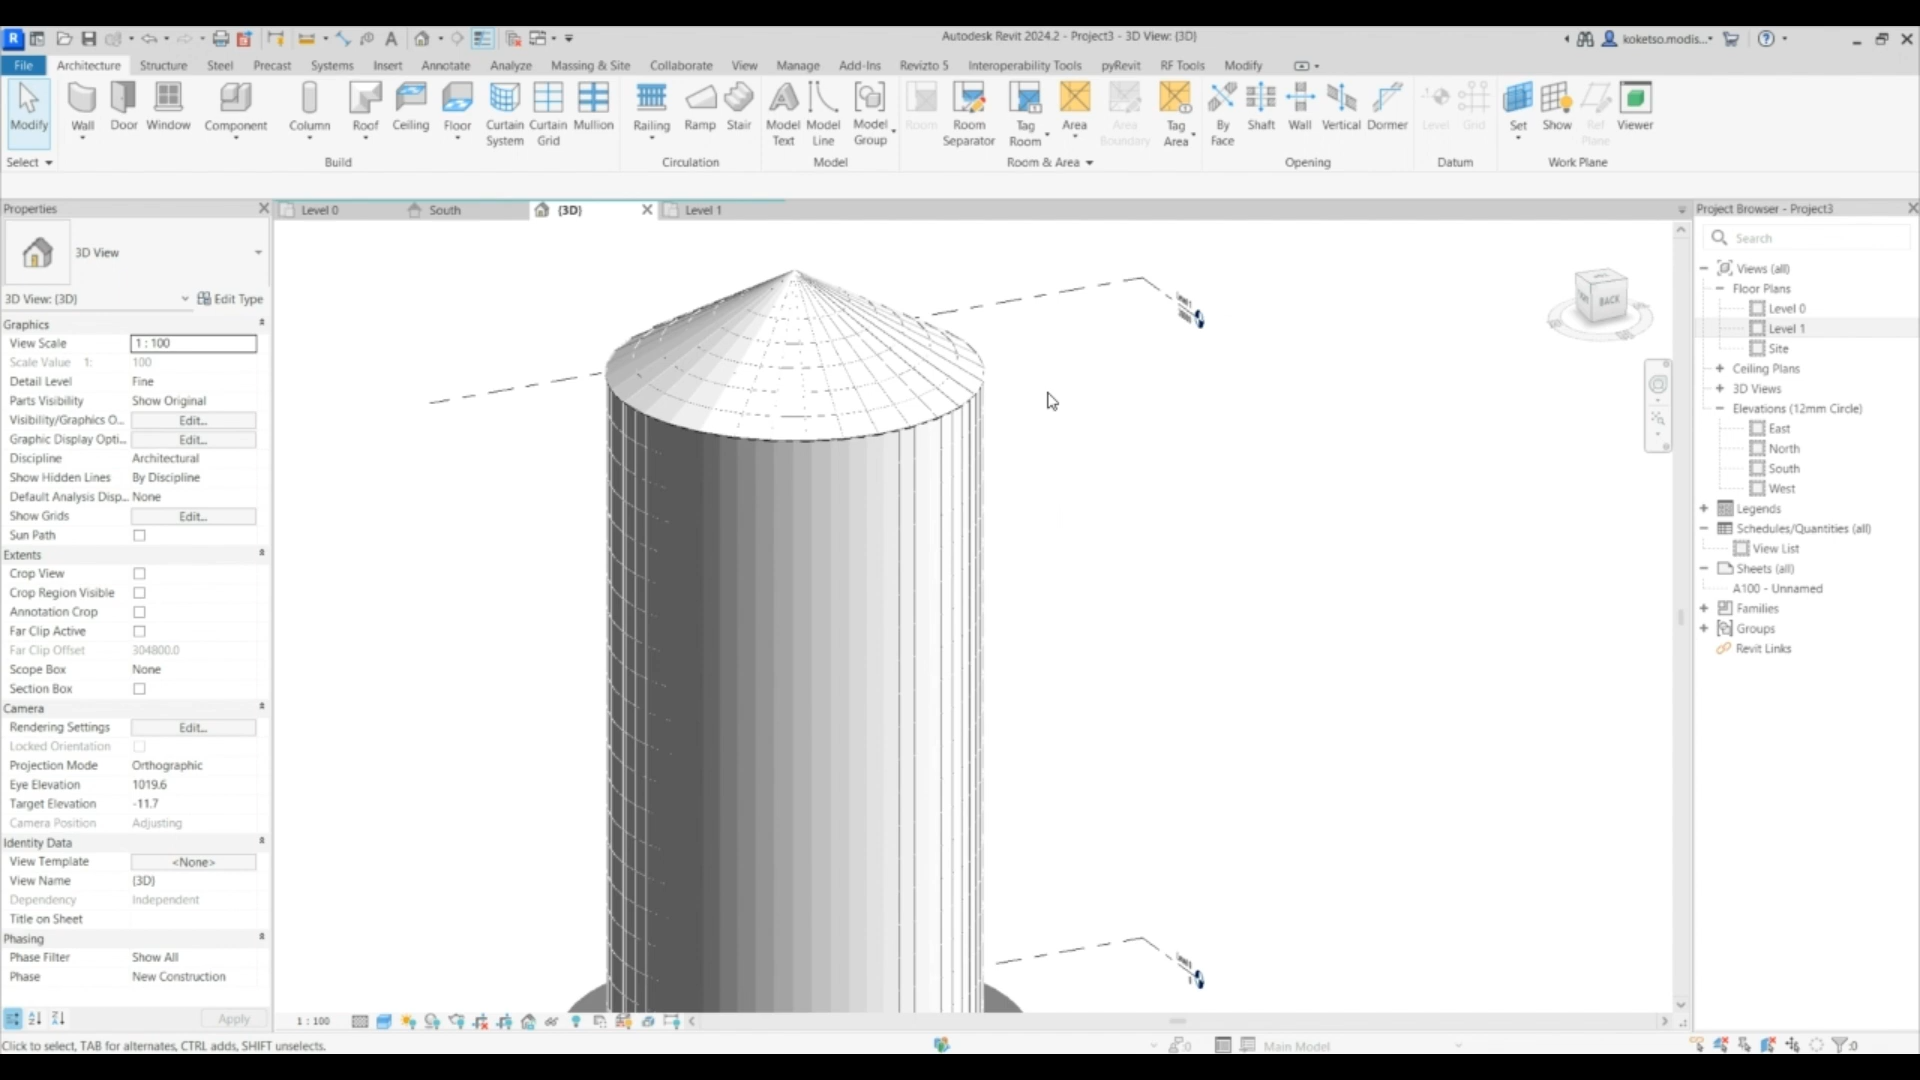 Autodesk Revit 2024.2 - Project3 - 3D View: {3D}
koketso.modis...
File Architecture Structure Steel Precast Systems Insert Annotate Analyze Massing & Site Collaborate View Manage Add-Ins Revizto 5 Interoperability Tools pyRevit RF Tools Modify
Modify Wall Door Window Component Column Roof Ceiling Floor Curtain System Curtain Grid Mullion Railing Ramp Stair Model Text Model Line Model Group Room Room Separator Tag Room Area Area Boundary Tag Area By Face Shaft Wall Vertical Dormer Level Grid Set Show Ref Plane Viewer
Select Build Circulation Model Room & Area Opening Datum Work Plane
Properties
Level 0 South {3D} Level 1
3D View
3D View: {3D} Edit Type
Graphics
View Scale 1 : 100
Scale Value 1: 100
Detail Level Fine
Parts Visibility Show Original
Visibility/Graphics O... Edit...
Graphic Display Opti... Edit...
Discipline Architectural
Show Hidden Lines By Discipline
Default Analysis Disp... None
Show Grids Edit...
Sun Path
Extents
Crop View
Crop Region Visible
Annotation Crop
Far Clip Active
Far Clip Offset 304800.0
Scope Box None
Section Box
Camera
Rendering Settings Edit...
Locked Orientation
Projection Mode Orthographic
Eye Elevation 1019.6
Target Elevation -11.7
Camera Position Adjusting
Identity Data
View Template <None>
View Name {3D}
Dependency Independent
Title on Sheet
Phasing
Phase Filter Show All
Phase New Construction
Apply
BACK
1 : 100
Project Browser - Project3
Search
Views (all)
Floor Plans
Level 0
Level 1
Site
Ceiling Plans
3D Views
Elevations (12mm Circle)
East
North
South
West
Legends
Schedules/Quantities (all)
View List
Sheets (all)
A100 - Unnamed
Families
Groups
Revit Links
Click to select, TAB for alternates, CTRL adds, SHIFT unselects.
:0
Main Model
:0